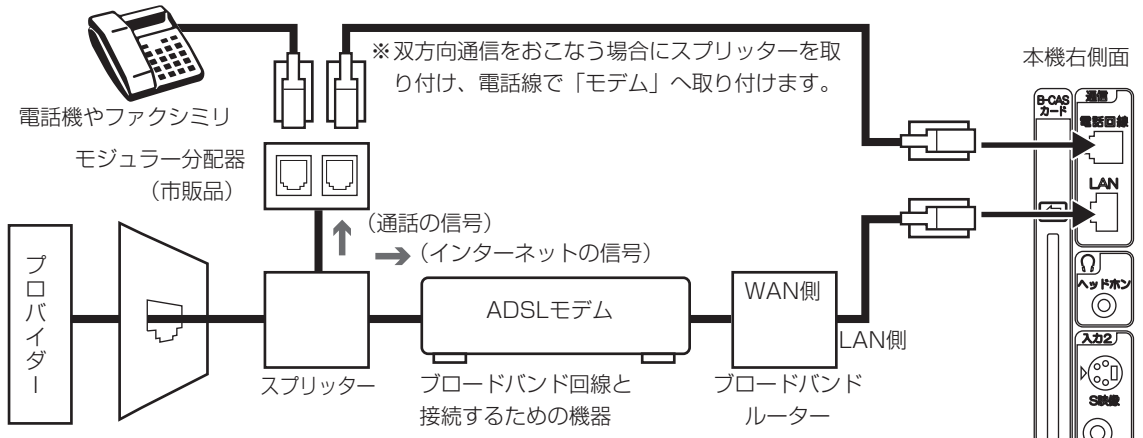 ※双方向通信をおこなう場合にスプリッターを取
り付け、電話線で「モデム」へ取り付けます。
本機右側面
電話機やファクシミリ
モジュラー分配器
（市販品）
（通話の信号）
（インターネットの信号）
プロバイダー
スプリッター
ADSLモデム
ブロードバンド回線と
接続するための機器
WAN側
LAN側
ブロードバンド
ルーター
B-CAS
カード
通信
電話回線
LAN
ヘッドホン
入力2
S映像